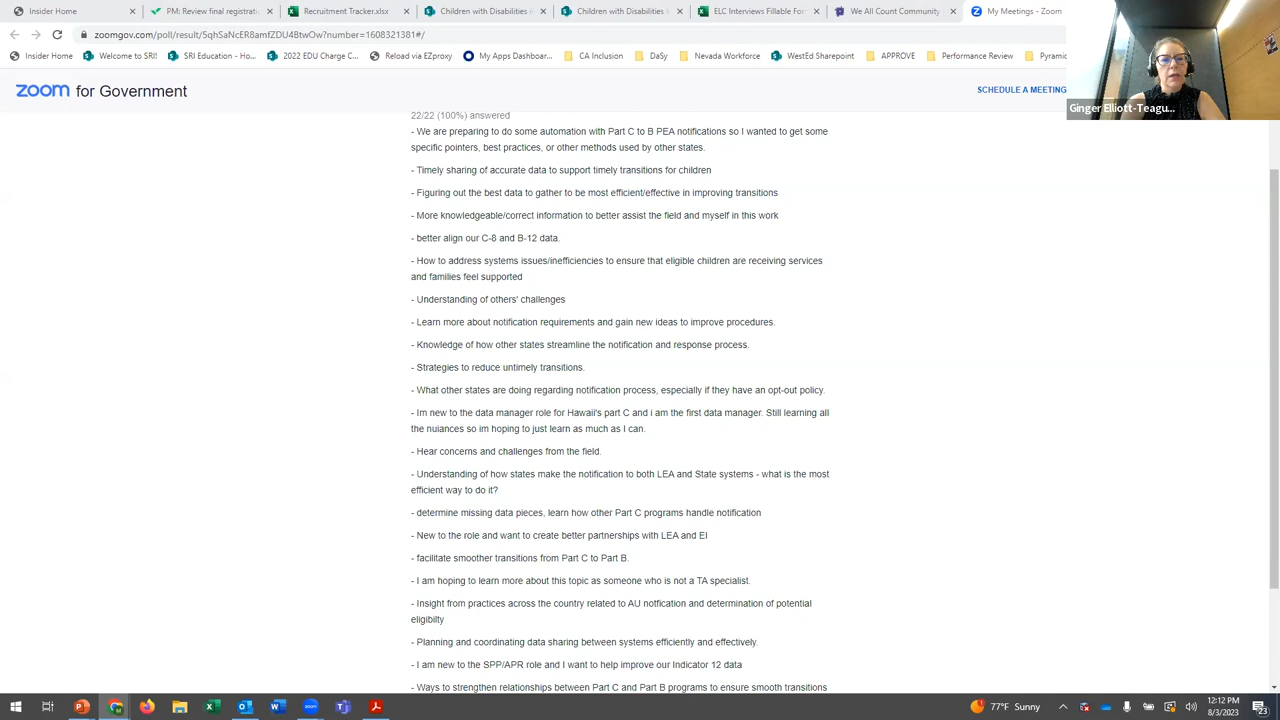 Insider Home
PM: Review final registrati
Recruitment Tracker.xlsx
Children with Disabilities i
Children with Disabilities i
ELC Interviews Fillable Form
We All Count Community
My Meetings - Zoom
zoomgov.com/poll/result/5qhSaNcER8amfZDU4BtwOw?number=1608321381#/
Insider Home
Welcome to SRI!
SRI Education - Ho...
2022 EDU Charge C...
Reload via EZproxy
My Apps Dashboar...
CA Inclusion
DaSy
Nevada Workforce
WestEd Sharepoint
APPROVE
Performance Review
Pyramid
zoom for Government
SCHEDULE A MEETING
Ginger Elliott-Teagu...
22/22 (100%) answered
- We are preparing to do some automation with Part C to B PEA notifications so I wanted to get some
specific pointers, best practices, or other methods used by other states.
- Timely sharing of accurate data to support timely transitions for children
- Figuring out the best data to gather to be most efficient/effective in improving transitions
- More knowledgeable/correct information to better assist the field and myself in this work
- better align our C-8 and B-12 data.
- How to address systems issues/inefficiencies to ensure that eligible children are receiving services
and families feel supported
- Understanding of others' challenges
- Learn more about notification requirements and gain new ideas to improve procedures.
- Knowledge of how other states streamline the notification and response process.
- Strategies to reduce untimely transitions.
- What other states are doing regarding notification process, especially if they have an opt-out policy.
- Im new to the data manager role for Hawaii's part C and i am the first data manager. Still learning all
the nuances so im hoping to just learn as much as I can.
- Hear concerns and challenges from the field.
- Understanding of how states make the notification to both LEA and State systems - what is the most
efficient way to do it?
- determine missing data pieces, learn how other Part C programs handle notification
- New to the role and want to create better partnerships with LEA and EI
- facilitate smoother transitions from Part C to Part B.
- I am hoping to learn more about this topic as someone who is not a TA specialist.
- Insight from practices across the country related to AU notfication and determination of potential
eligibilty
- Planning and coordinating data sharing between systems efficiently and effectively.
- I am new to the SPP/APR role and I want to help improve our Indicator 12 data
- Ways to strengthen relationships between Part C and Part B programs to ensure smooth transitions
77°F Sunny
12:12 PM
8/3/2023
23